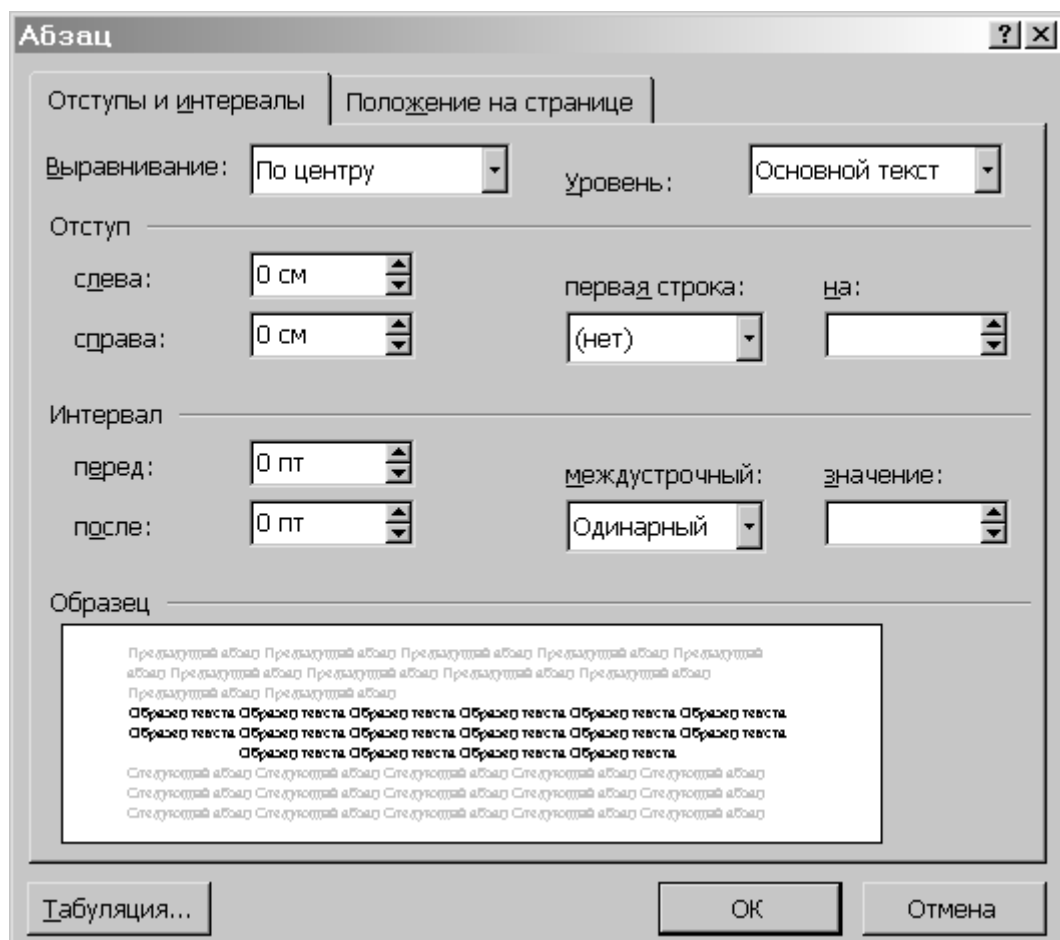 Абзац
Отступы и интервалы Положение на странице
Выравнивание: По центру Уровень: Основной текст
Отступ
слева: 0 см первая строка: на:
справа: 0 см (нет)
Интервал
перед: 0 пт междустрочный: значение:
после: 0 пт Одинарный
Образец
Предыдущий абзац Предыдущий абзац Предыдущий абзац Предыдущий абзац Предыдущий
абзац Предыдущий абзац Предыдущий абзац Предыдущий абзац Предыдущий абзац
Предыдущий абзац Предыдущий абзац
Образец текста Образец текста Образец текста Образец текста Образец текста Образец текста
Образец текста Образец текста Образец текста Образец текста Образец текста Образец текста
Образец текста Образец текста Образец текста Образец текста
Следующий абзац Следующий абзац Следующий абзац Следующий абзац Следующий абзац
Следующий абзац Следующий абзац Следующий абзац Следующий абзац Следующий абзац
Следующий абзац Следующий абзац Следующий абзац Следующий абзац Следующий абзац
Табуляция... ОК Отмена